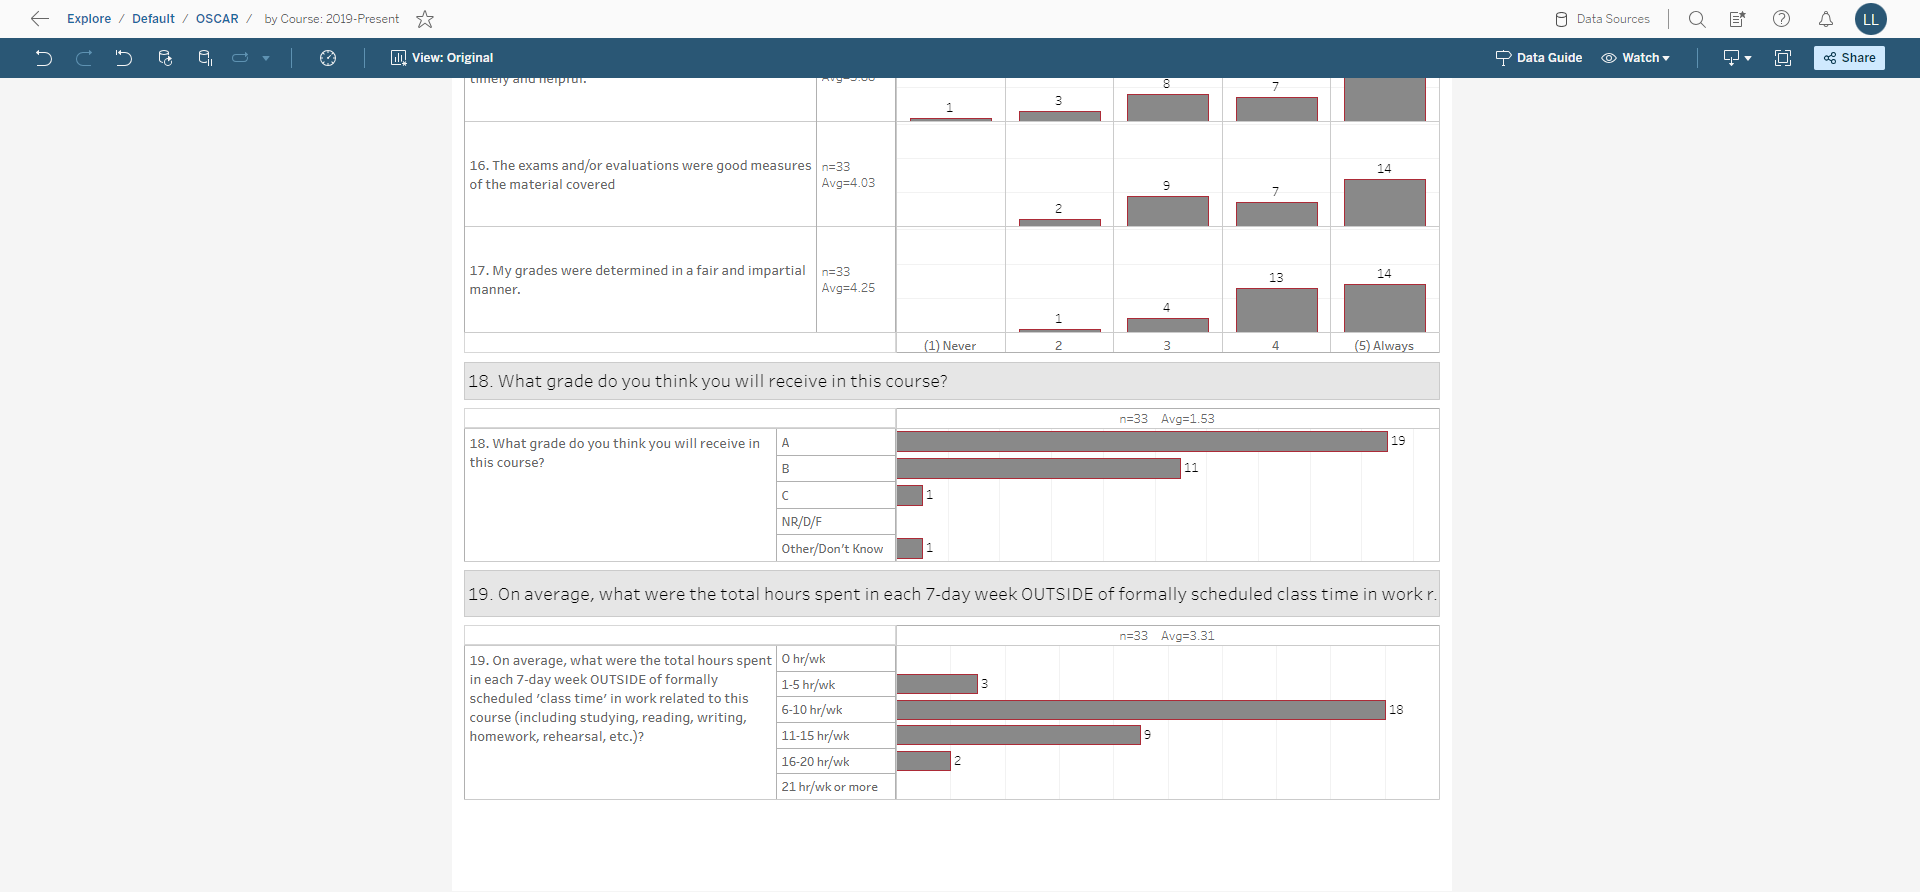 Explore / Default / OSCAR / by Course: 2019-Present
Data Sources
LL
View: Original
Data Guide
Watch
Share
timely and helpful.
1
3
8
7
16. The exams and/or evaluations were good measures
of the material covered
n=33
Avg=4.03
2
9
7
14
17. My grades were determined in a fair and impartial
manner.
n=33
Avg=4.25
1
4
13
14
(1) Never
2
3
4
(5) Always
18. What grade do you think you will receive in this course?
n=33 Avg=1.53
18. What grade do you think you will receive in
this course?
A
19
B
11
C
1
NR/D/F
Other/Don't Know
1
19. On average, what were the total hours spent in each 7-day week OUTSIDE of formally scheduled class time in work r.
n=33 Avg=3.31
19. On average, what were the total hours spent
in each 7-day week OUTSIDE of formally
scheduled ‘class time’ in work related to this
course (including studying, reading, writing,
homework, rehearsal, etc.)?
0 hr/wk
1-5 hr/wk
3
6-10 hr/wk
18
11-15 hr/wk
9
16-20 hr/wk
2
21 hr/wk or more